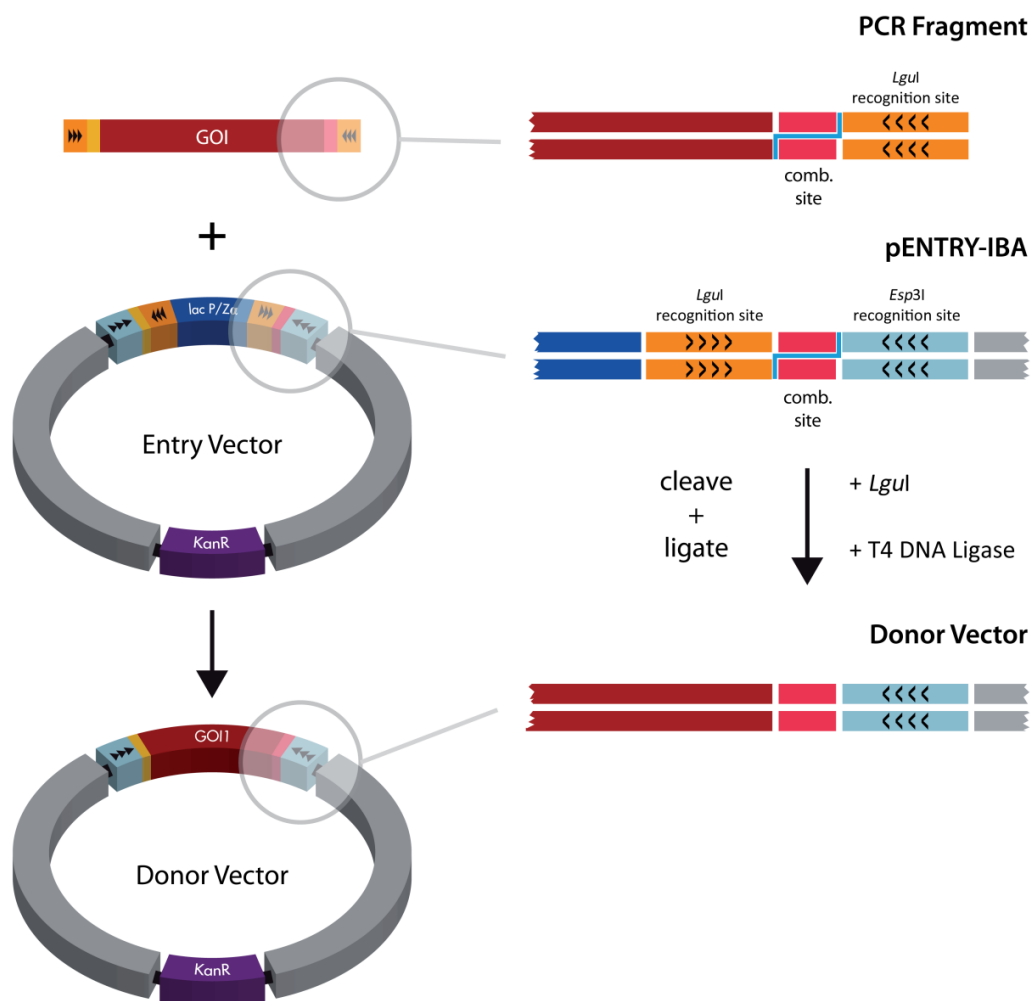 PCR Fragment
LguI
recognition site
GOI
comb.
site
+
pENTRY-IBA
LguI
recognition site
Esp3I
recognition site
lac P/Zα
comb.
site
Entry Vector
KanR
cleave
+
ligate
+ LguI
+ T4 DNA Ligase
Donor Vector
GOI1
Donor Vector
KanR